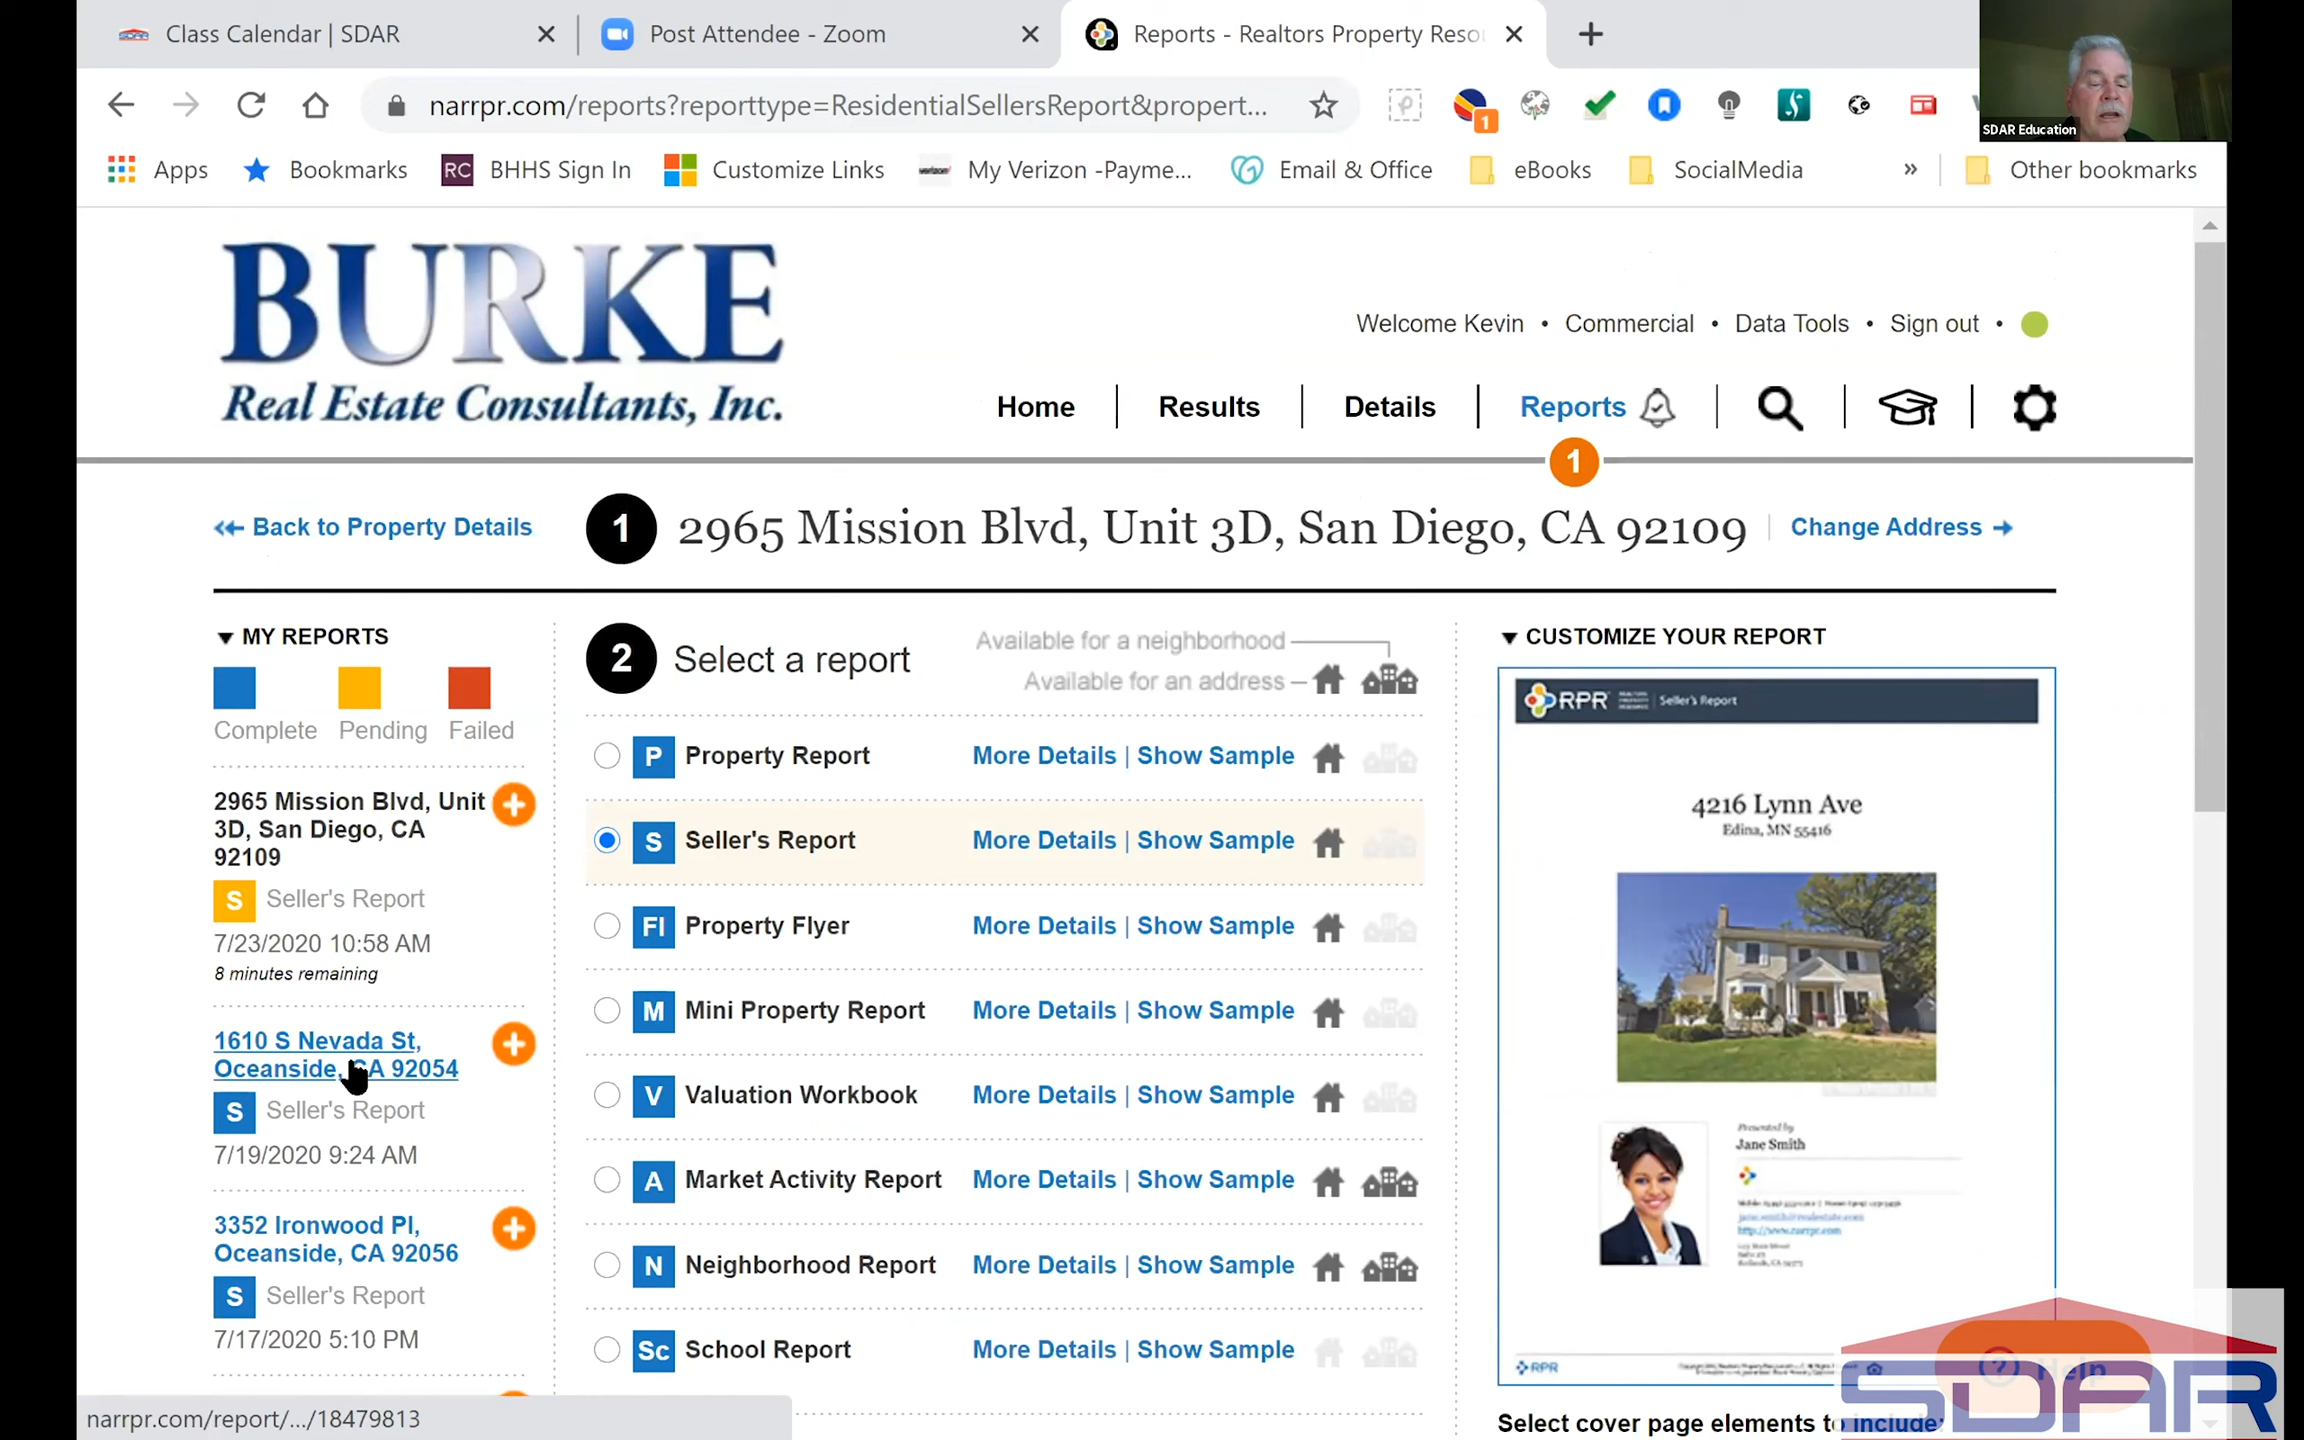 Class Calendar | SDAR
Post Attendee - Zoom
Reports - Realtors Property Reso
narrpr.com/reports?reporttype=ResidentialSellersReport&propert...
1
SDAR Education
Apps
Bookmarks
RC BHHS Sign In
Customize Links
verizon My Verizon -Payme...
Email & Office
eBooks
SocialMedia
»
Other bookmarks
BURKE
Real Estate Consultants, Inc.
Welcome Kevin • Commercial • Data Tools • Sign out •
Home | Results | Details | Reports
1
Back to Property Details
1 2965 Mission Blvd, Unit 3D, San Diego, CA 92109
Change Address
MY REPORTS
Complete Pending Failed
2965 Mission Blvd, Unit
3D, San Diego, CA
92109
S Seller's Report
7/23/2020 10:58 AM
8 minutes remaining
1610 S Nevada St,
Oceanside, CA 92054
S Seller's Report
7/19/2020 9:24 AM
3352 Ironwood Pl,
Oceanside, CA 92056
S Seller's Report
7/17/2020 5:10 PM
2 Select a report
Available for a neighborhood
Available for an address
P Property Report More Details | Show Sample
S Seller's Report More Details | Show Sample
Fl Property Flyer More Details | Show Sample
M Mini Property Report More Details | Show Sample
V Valuation Workbook More Details | Show Sample
A Market Activity Report More Details | Show Sample
N Neighborhood Report More Details | Show Sample
Sc School Report More Details | Show Sample
CUSTOMIZE YOUR REPORT
RPR Seller's Report
4216 Lynn Ave
Edina, MN 55416
Presented by
Jane Smith
RPR
Help
SDAR
Select cover page elements to include:
narrpr.com/report/.../18479813